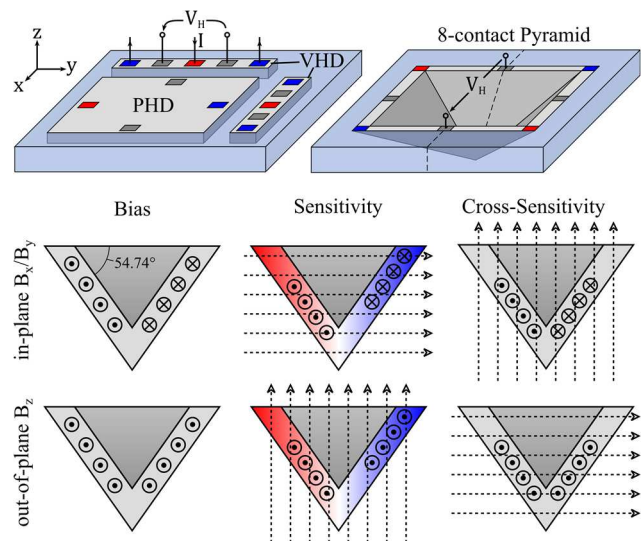 z
y
x
V_H
I
VHD
PHD
8-contact Pyramid
V_H
Bias
Sensitivity
Cross-Sensitivity
in-plane B_x/B_y
54.74°
out-of-plane B_z